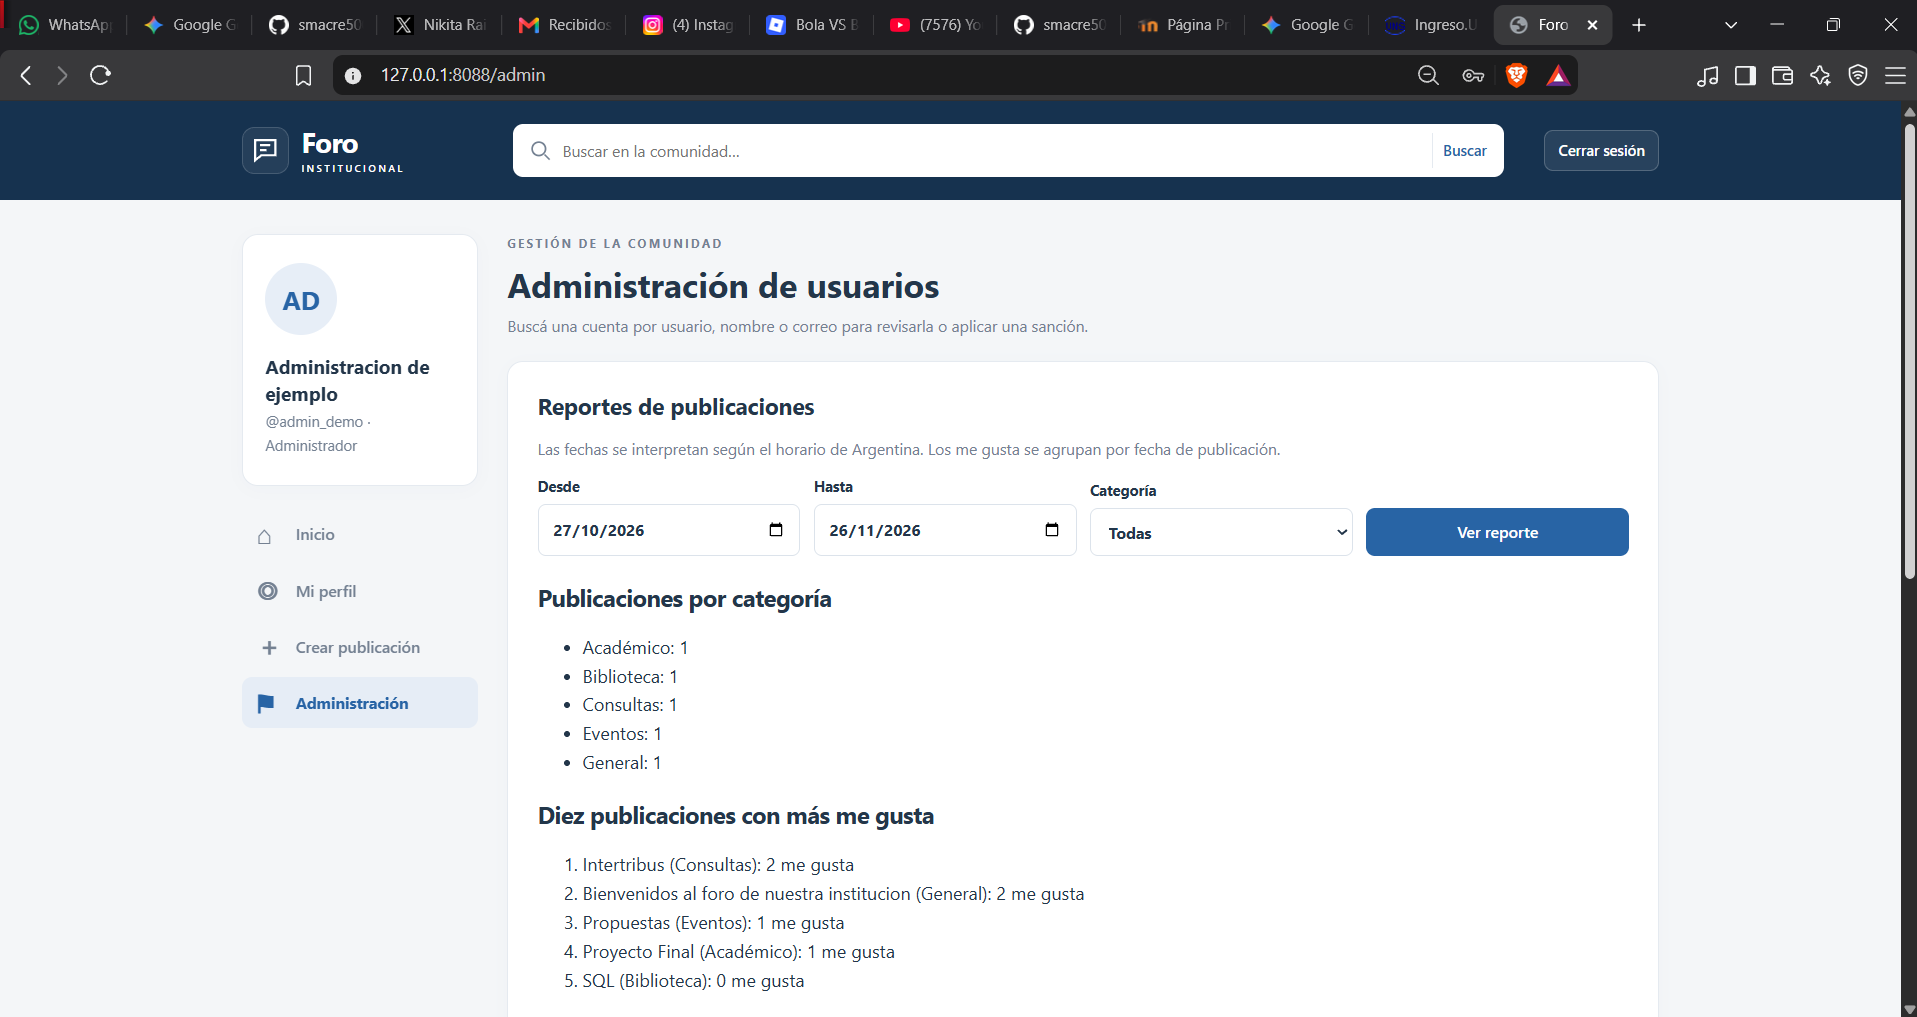 WhatsApp
Google G
smacre50
Nikita Rai
Recibidos
(4) Instag
Bola VS B
(7576) Yo
smacre50
Página Pr
Google G
Ingreso.U
Foro
127.0.0.1:8088/admin
Foro
INSTITUCIONAL
Buscar en la comunidad...
Buscar
Cerrar sesión
AD
Administracion de
ejemplo
@admin_demo ·
Administrador
Inicio
Mi perfil
Crear publicación
Administración
GESTIÓN DE LA COMUNIDAD
Administración de usuarios
Buscá una cuenta por usuario, nombre o correo para revisarla o aplicar una sanción.
Reportes de publicaciones
Las fechas se interpretan según el horario de Argentina. Los me gusta se agrupan por fecha de publicación.
Desde
27/10/2026
Hasta
26/11/2026
Categoría
Todas
Ver reporte
Publicaciones por categoría
• Académico: 1
• Biblioteca: 1
• Consultas: 1
• Eventos: 1
• General: 1
Diez publicaciones con más me gusta
1. Intertribus (Consultas): 2 me gusta
2. Bienvenidos al foro de nuestra institucion (General): 2 me gusta
3. Propuestas (Eventos): 1 me gusta
4. Proyecto Final (Académico): 1 me gusta
5. SQL (Biblioteca): 0 me gusta